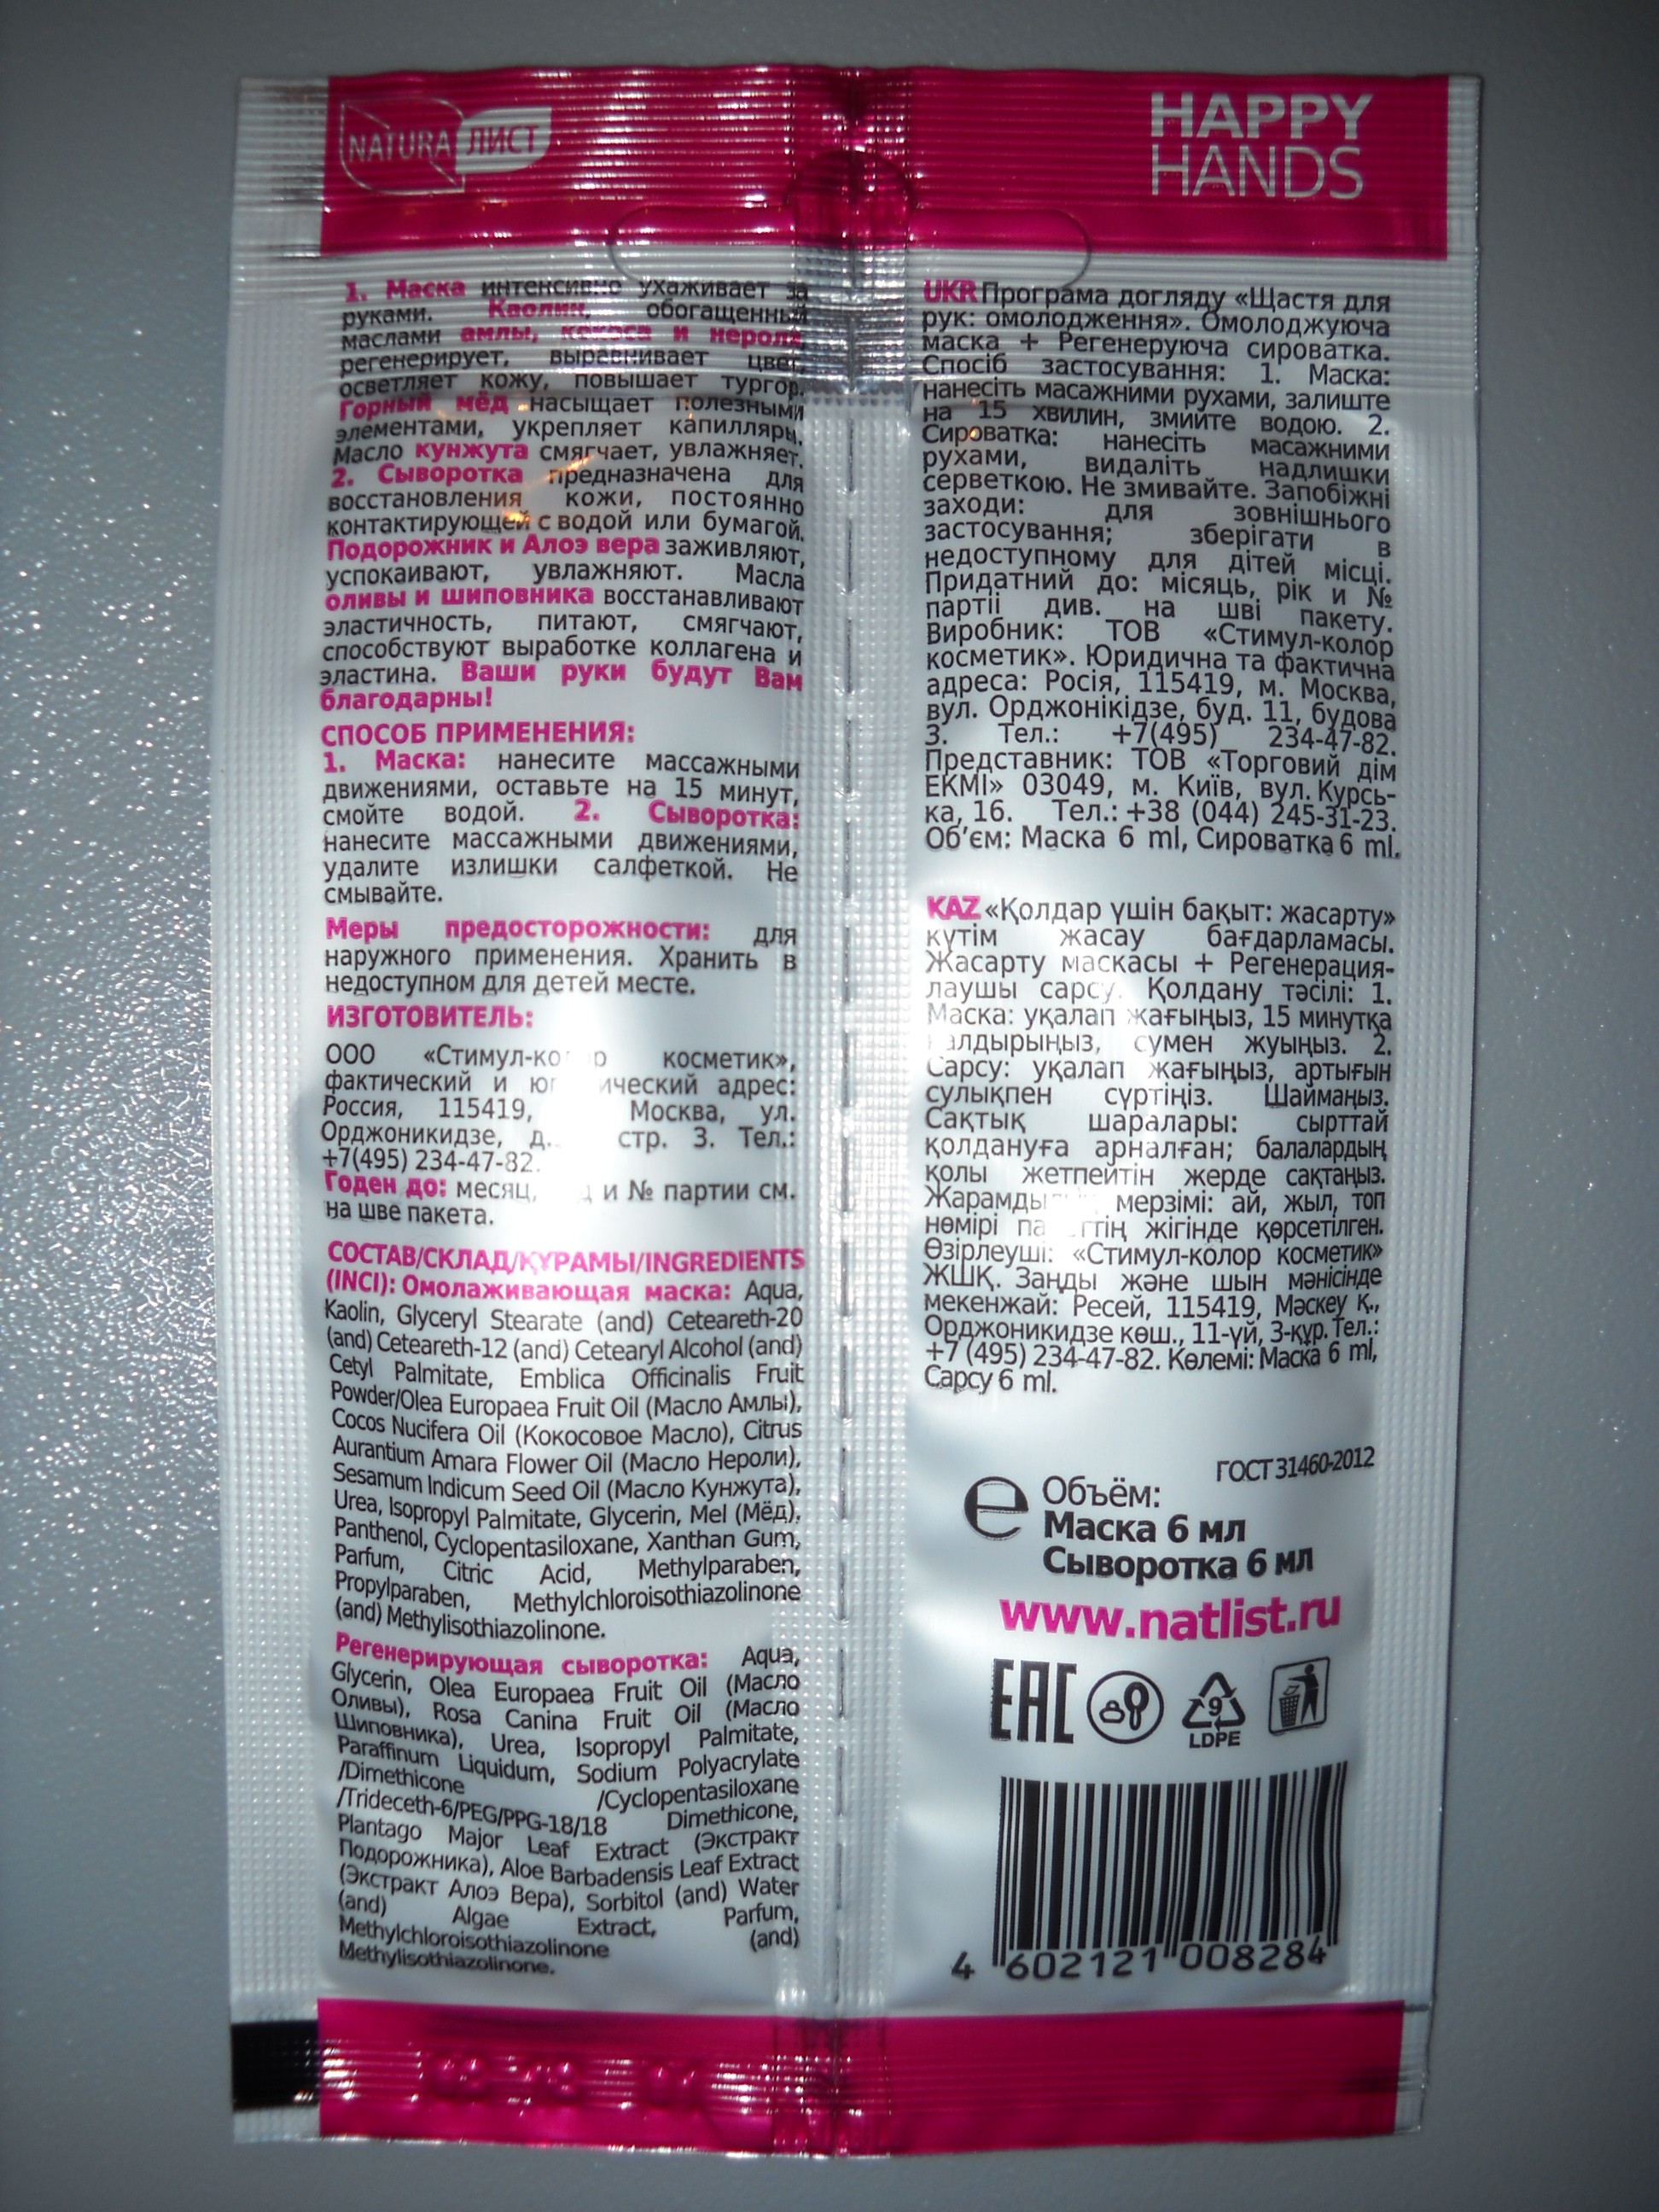 NATURA ЛИСТ
HAPPY
HANDS
1. Маска интенсивно ухаживает за
руками. Каолин, обогащенный
маслами амлы, кокоса и нероли,
регенерирует, выравнивает цвет,
осветляет кожу, повышает тургор.
Горный мёд насыщает полезными
элементами, укрепляет капилляры.
Масло кунжута смягчает, увлажняет.
2. Сыворотка предназначена для
восстановления кожи, постоянно
контактирующей с водой или бумагой.
Подорожник и Алоэ вера заживляют,
успокаивают, увлажняют. Масла
оливы и шиповника восстанавливают
эластичность, питают, смягчают,
способствуют выработке коллагена и
эластина. Ваши руки будут Вам
благодарны!
СПОСОБ ПРИМЕНЕНИЯ:
1. Маска: нанесите массажными
движениями, оставьте на 15 минут,
смойте водой. 2. Сыворотка:
нанесите массажными движениями,
удалите излишки салфеткой. Не
смывайте.
Меры предосторожности: для
наружного применения. Хранить в
недоступном для детей месте.
ИЗГОТОВИТЕЛЬ:
ООО «Стимул-колор косметик»,
фактический и юридический адрес:
Россия, 115419, Москва, ул.
Орджоникидзе, д. стр. 3. Тел.:
+7(495) 234-47-82.
Годен до: месяц, и № партии см.
на шве пакета.
СОСТАВ/СКЛАД/ҚҰРАМЫ/INGREDIENTS
(INCI): Омолаживающая маска: Aqua,
Kaolin, Glyceryl Stearate (and) Ceteareth-20
(and) Ceteareth-12 (and) Cetearyl Alcohol (and)
Cetyl Palmitate, Emblica Officinalis Fruit
Powder/Olea Europaea Fruit Oil (Масло Амлы),
Cocos Nucifera Oil (Кокосовое Масло), Citrus
Aurantium Amara Flower Oil (Масло Нероли),
Sesamum Indicum Seed Oil (Масло Кунжута),
Urea, Isopropyl Palmitate, Glycerin, Mel (Мёд),
Panthenol, Cyclopentasiloxane, Xanthan Gum,
Parfum, Citric Acid, Methylparaben,
Propylparaben, Methylchloroisothiazolinone
(and) Methylisothiazolinone.
Регенерирующая сыворотка: Aqua,
Glycerin, Olea Europaea Fruit Oil (Масло
Оливы), Rosa Canina Fruit Oil (Масло
Шиповника), Urea, Isopropyl Palmitate,
Paraffinum Liquidum, Sodium Polyacrylate
/Dimethicone /Cyclopentasiloxane
/Trideceth-6/PEG/PPG-18/18 Dimethicone,
Plantago Major Leaf Extract (Экстракт
Подорожника), Aloe Barbadensis Leaf Extract
(Экстракт Алоэ Вера), Sorbitol (and) Water
(and) Algae Extract, Parfum,
Methylchloroisothiazolinone (and)
Methylisothiazolinone.
UKR Програма догляду «Щастя для
рук: омолодження». Омолоджуюча
маска + Регенеруюча сироватка.
Спосіб застосування: 1. Маска:
нанесіть масажними рухами, залиште
на 15 хвилин, змийте водою. 2.
Сироватка: нанесіть масажними
рухами, видаліть надлишки
серветкою. Не змивайте. Запобіжні
заходи: для зовнішнього
застосування; зберігати в
недоступному для дітей місці.
Придатний до: місяць, рік и №
партії див. на шві пакету.
Виробник: ТОВ «Стимул-колор
косметик». Юридична та фактична
адреса: Росія, 115419, м. Москва,
вул. Орджонікідзе, буд. 11, будова
3. Тел.: +7(495) 234-47-82.
Представник: ТОВ «Торговий дім
ЕКМІ» 03049, м. Київ, вул. Курсь-
ка, 16. Тел.: +38 (044) 245-31-23.
Об’єм: Маска 6 ml, Сироватка 6 ml.
KAZ «Қолдар үшін бақыт: жасарту»
күтім жасау бағдарламасы.
Жасарту маскасы + Регенерация-
лаушы сарсу. Қолдану тәсілі: 1.
Маска: уқалап жағыңыз, 15 минутқа
қалдырыңыз, сумен жуыңыз. 2.
Сарсу: уқалап жағыңыз, артығын
сулықпен сүртіңіз. Шаймаңыз.
Сақтық шаралары: сырттай
қолдануға арналған; балалардың
қолы жетпейтін жерде сақтаңыз.
мерзімі: ай, жыл, топ
нөмірі жігінде көрсетілген.
Өзірлеуші: «Стимул-колор косметик»
ЖШҚ. Заңды және шын мәнісінде
мекенжай: Ресей, 115419, Мәскеу қ.,
Орджоникидзе көш., 11-үй, 3-құр. Тел.:
+7 (495) 234-47-82. Көлемі: Маска 6 ml,
Сарсу 6 ml.
ГОСТ 31460-2012
e Объём:
Маска 6 мл
Сыворотка 6 мл
www.natlist.ru
EAC
9
LDPE
4 602121 008284